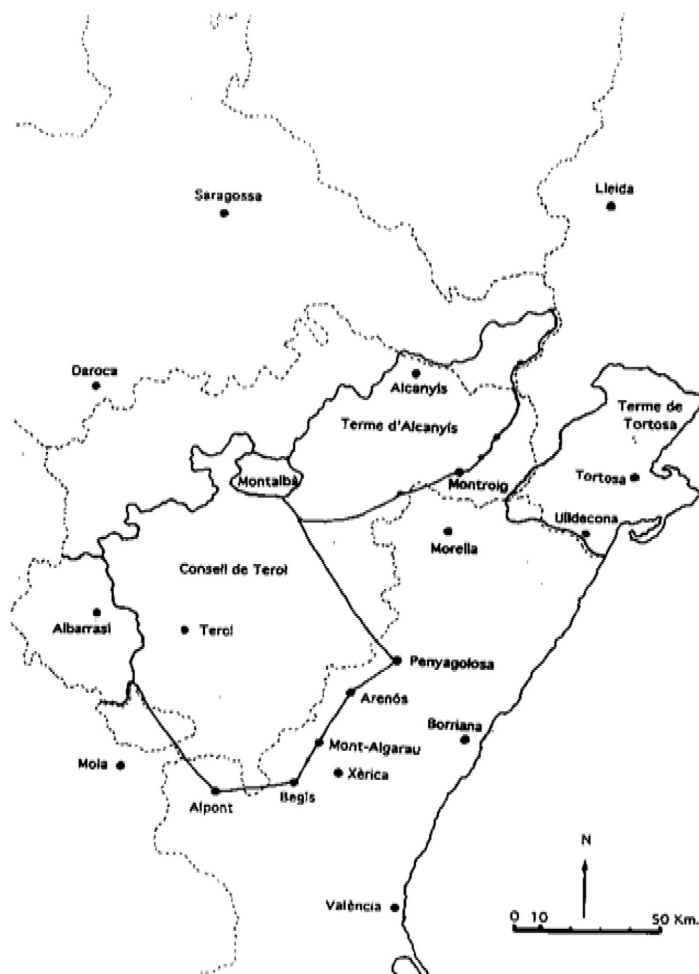 Saragossa
Lleida
Daroca
Alcanyís
Terme d'Alcanyís
Terme de
Tortosa
Montalbà
Montroig
Tortosa
Ulldecona
Morella
Consell de Terol
Albarrasí
Terol
Penyagolosa
Arenós
Borriana
Mont-Algarau
Moia
Xèrica
Alpont
Begís
N
València
0 10 50 Km.